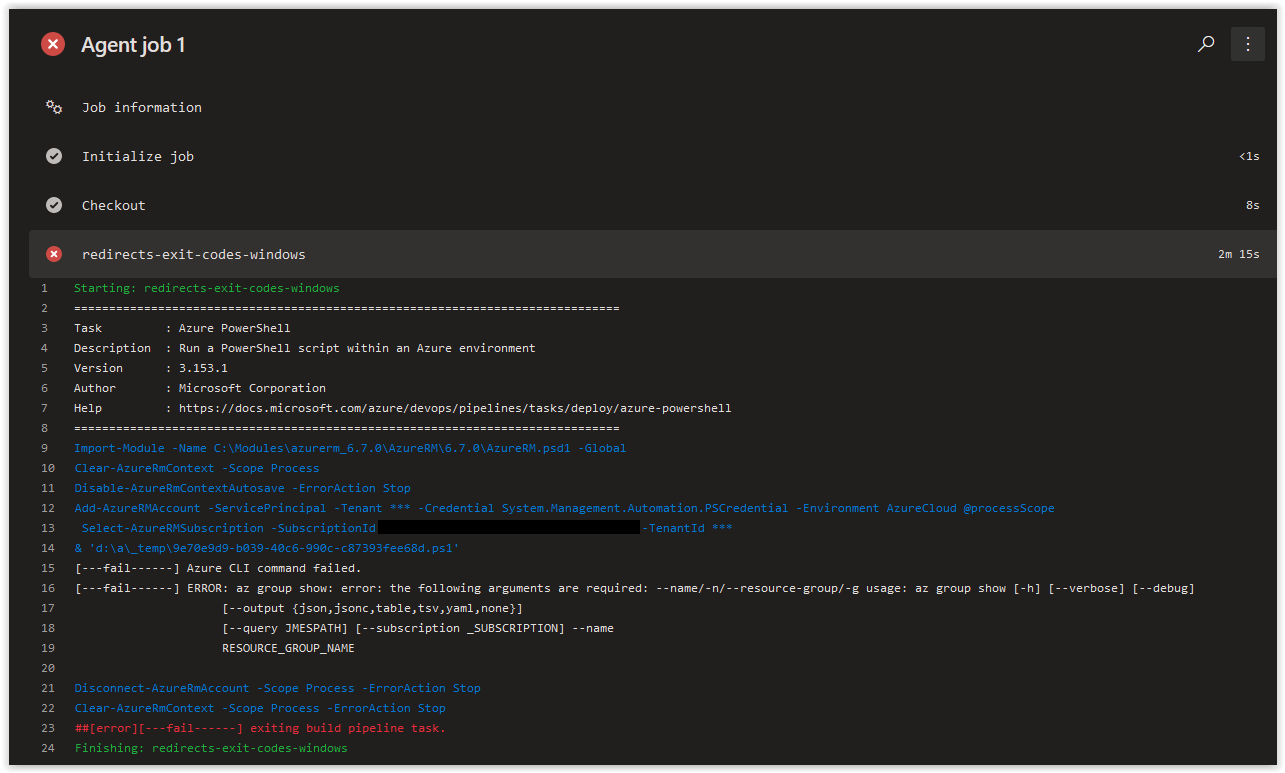 Agent job 1
Job information
Initialize job <1s
Checkout 8s
redirects-exit-codes-windows 2m 15s
1 Starting: redirects-exit-codes-windows
2 ==============================================================================
3 Task         : Azure PowerShell
4 Description  : Run a PowerShell script within an Azure environment
5 Version      : 3.153.1
6 Author       : Microsoft Corporation
7 Help         : https://docs.microsoft.com/azure/devops/pipelines/tasks/deploy/azure-powershell
8 ==============================================================================
9 Import-Module -Name C:\Modules\azurerm_6.7.0\AzureRM\6.7.0\AzureRM.psd1 -Global
10 Clear-AzureRmContext -Scope Process
11 Disable-AzureRmContextAutosave -ErrorAction Stop
12 Add-AzureRMAccount -ServicePrincipal -Tenant *** -Credential System.Management.Automation.PSCredential -Environment AzureCloud @processScope
13  Select-AzureRMSubscription -SubscriptionId -TenantId ***
14 & 'd:\a\_temp\9e70e9d9-b039-40c6-990c-c87393fee68d.ps1'
15 [---fail------] Azure CLI command failed.
16 [---fail------] ERROR: az group show: error: the following arguments are required: --name/-n/--resource-group/-g usage: az group show [-h] [--verbose] [--debug]
17 [--output {json,jsonc,table,tsv,yaml,none}]
18 [--query JMESPATH] [--subscription _SUBSCRIPTION] --name
19 RESOURCE_GROUP_NAME
20
21 Disconnect-AzureRmAccount -Scope Process -ErrorAction Stop
22 Clear-AzureRmContext -Scope Process -ErrorAction Stop
23 ##[error][---fail------] exiting build pipeline task.
24 Finishing: redirects-exit-codes-windows